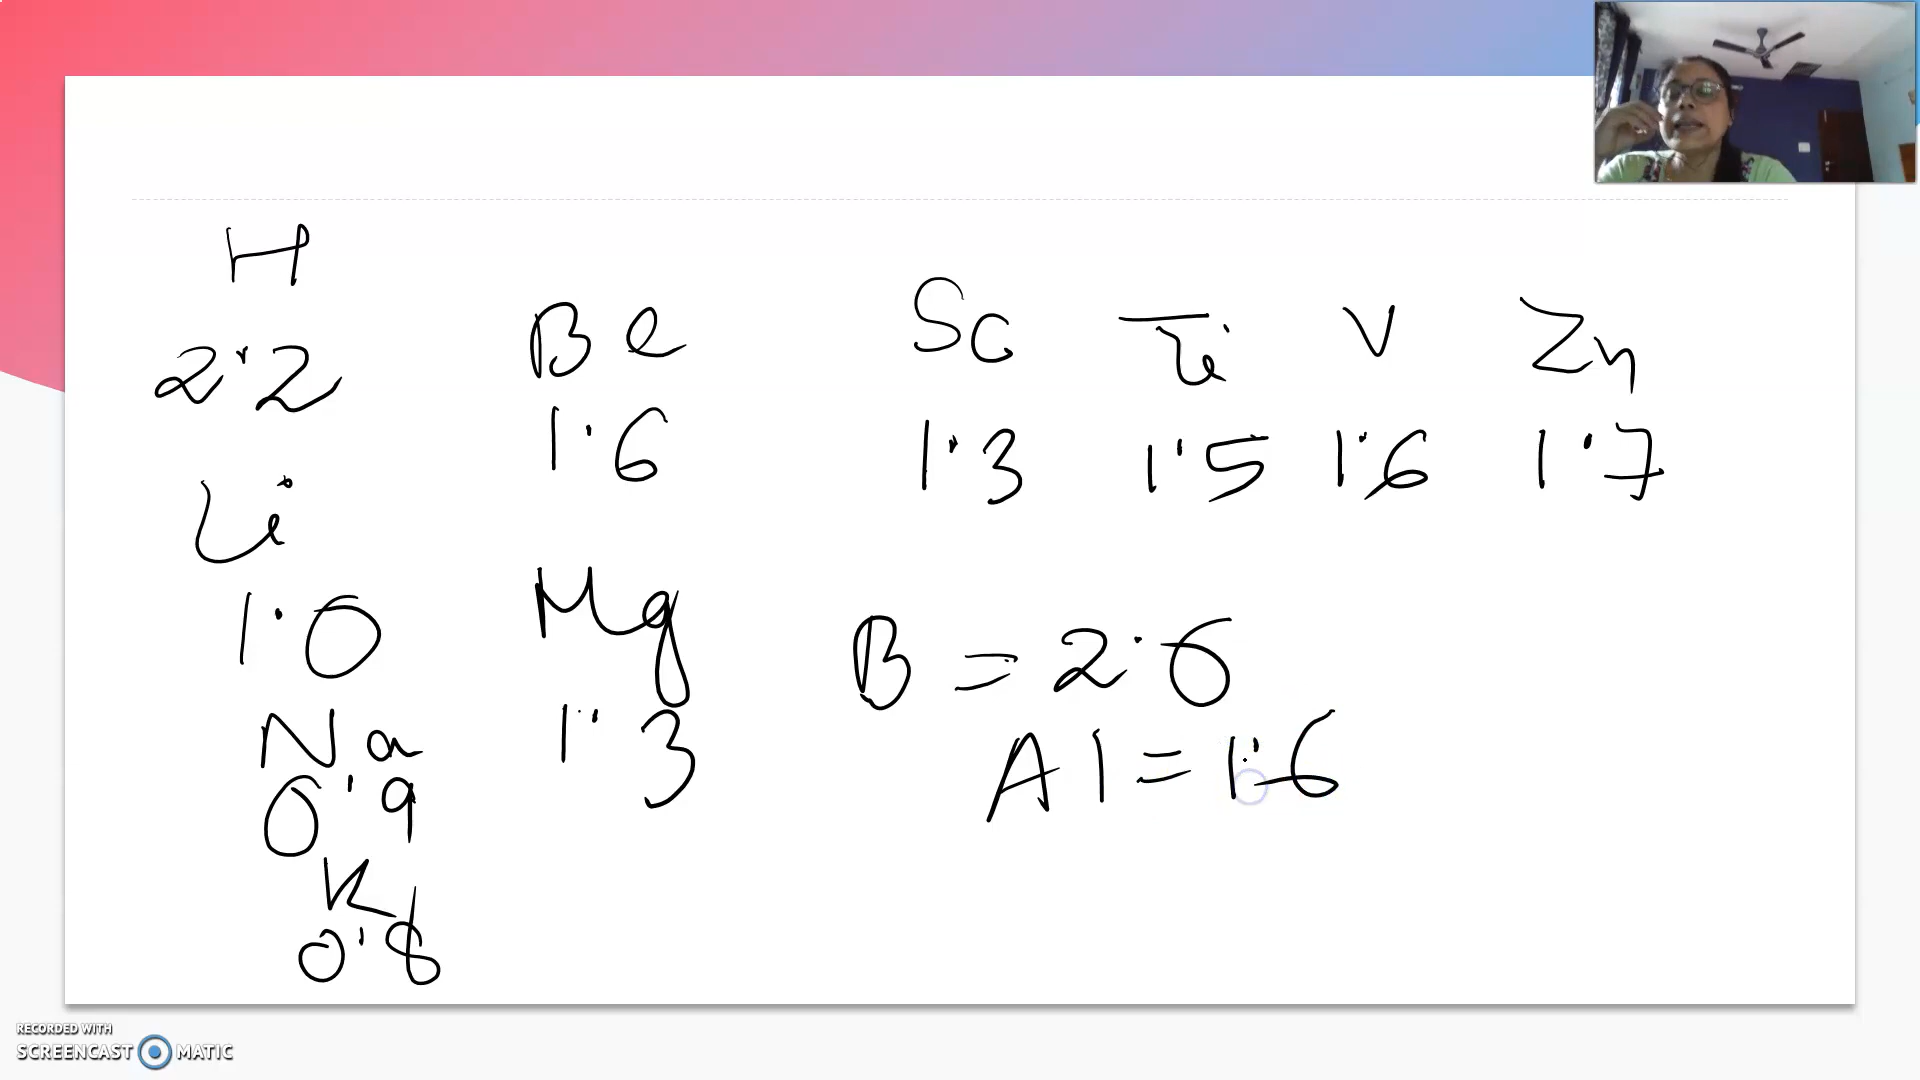 H
2.2
Be Sc Ti V Zn
1.6 1.3 1.5 1.6 1.7
Li
1.0
Mg
1.3
B = 2.6
Na
0.9
Al = 1.6
K
0.8
RECORDED WITH
SCREENCAST MATIC